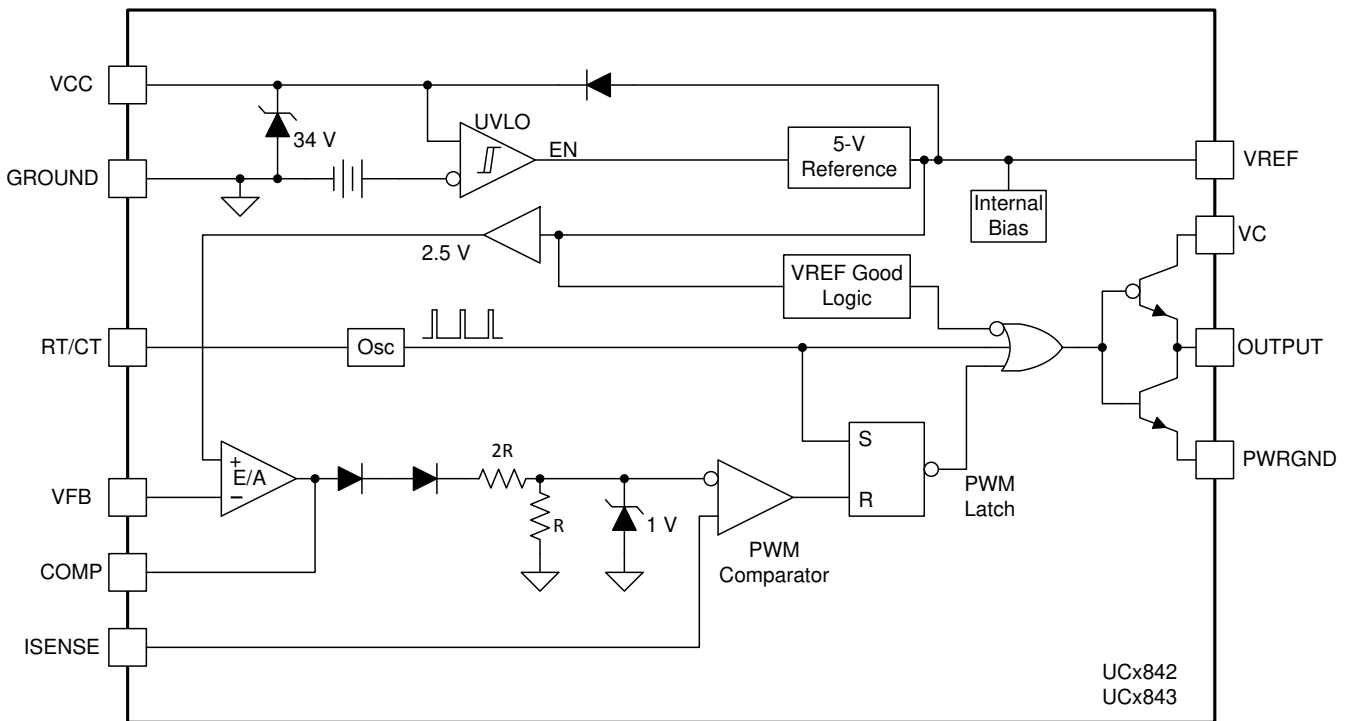 VCC
UVLO
34 V
EN
5-V
Reference
VREF
GROUND
Internal
Bias
VC
2.5 V
VREF Good
Logic
RT/CT
Osc
OUTPUT
S
2R
+
E/A
−
PWRGND
VFB
R
1 V
R
PWM
Latch
PWM
Comparator
COMP
ISENSE
UCx842
UCx843